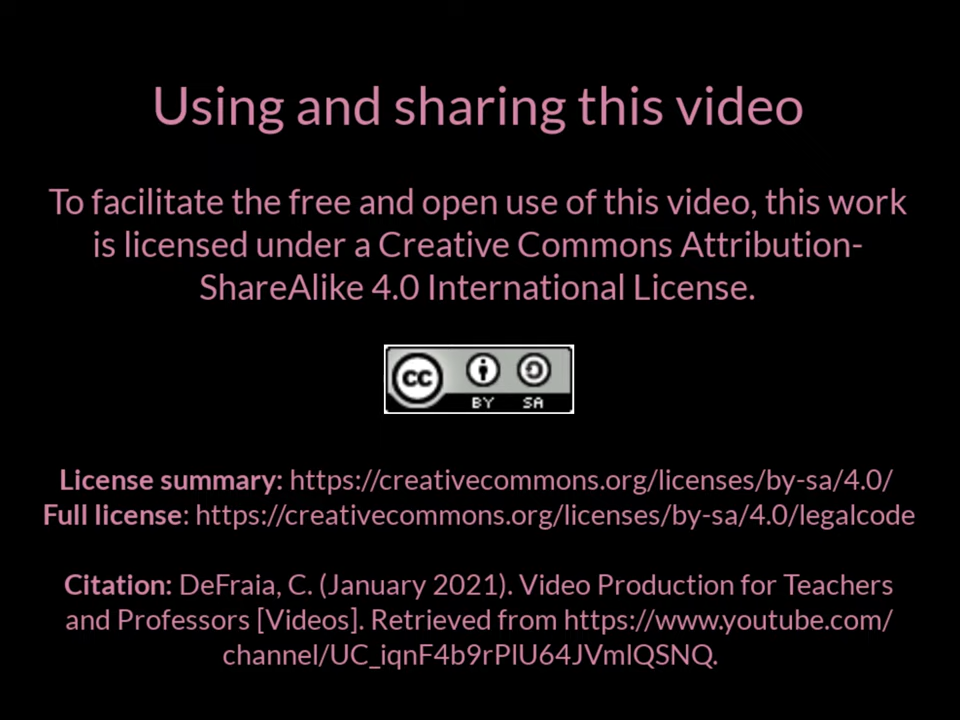 Using and sharing this video
To facilitate the free and open use of this video, this work
is licensed under a Creative Commons Attribution-
ShareAlike 4.0 International License.
cc
BY SA
License summary: https://creativecommons.org/licenses/by-sa/4.0/
Full license: https://creativecommons.org/licenses/by-sa/4.0/legalcode
Citation: DeFraia, C. (January 2021). Video Production for Teachers
and Professors [Videos]. Retrieved from https://www.youtube.com/
channel/UC_iqnF4b9rPlU64JVmlQSNQ.